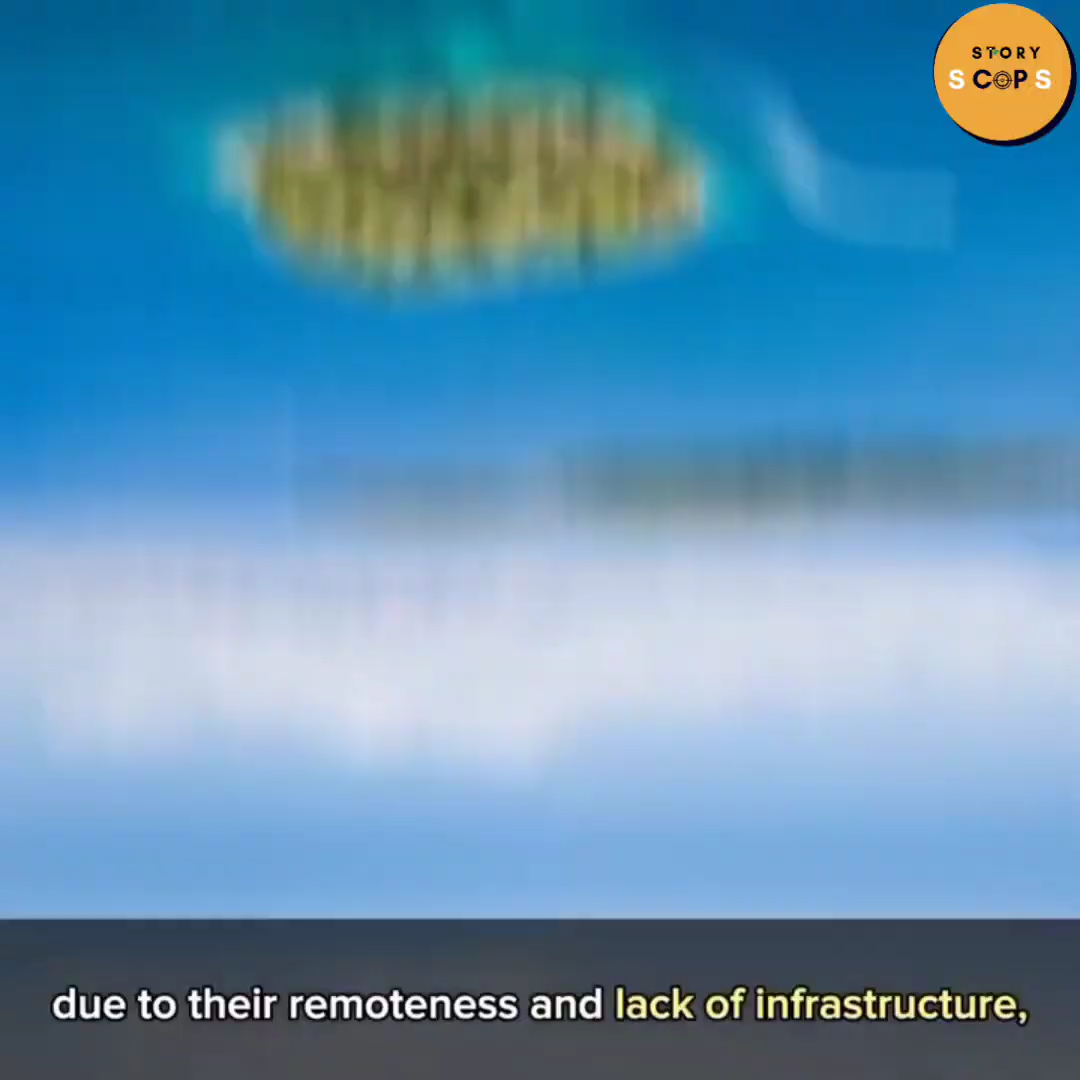 STORY
SCOPS
due to their remoteness and lack of infrastructure,